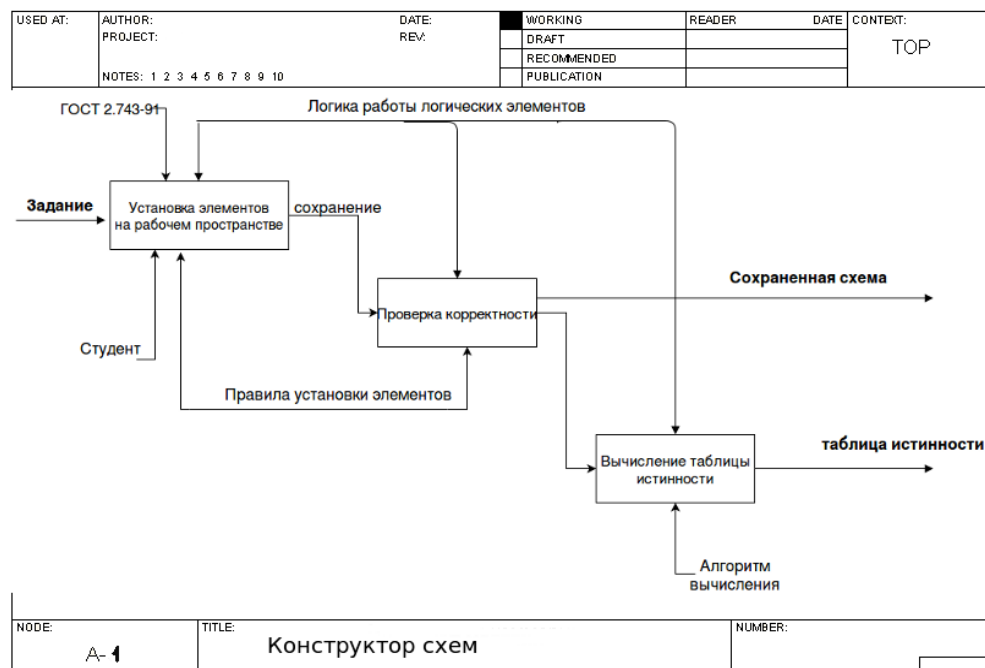 USED AT:
AUTHOR:
DATE:
WORKING
READER
DATE
CONTEXT:
PROJECT:
REV:
DRAFT
TOP
RECOMMENDED
NOTES: 1 2 3 4 5 6 7 8 9 10
PUBLICATION
ГОСТ 2.743-91
Логика работы логических элементов
Задание
Установка элементов
на рабочем пространстве
сохранение
Сохраненная схема
Проверка корректности
Студент
Правила установки элементов
таблица истинности
Вычисление таблицы
истинности
Алгоритм
вычисления
NODE:
TITLE:
NUMBER:
A-1
Конструктор схем